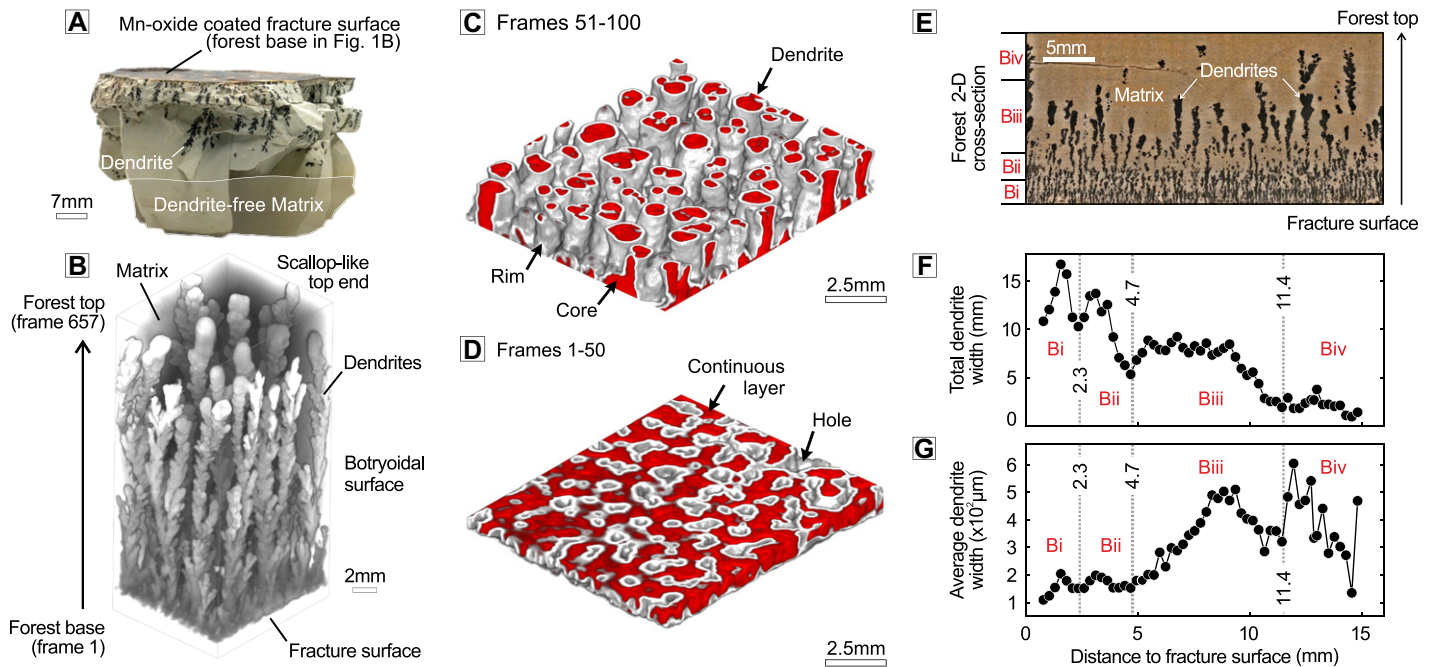 A
Mn-oxide coated fracture surface
(forest base in Fig. 1B)
Dendrite
7mm
Dendrite-free Matrix
B
Matrix
Scallop-like
top end
Forest top
(frame 657)
Dendrites
Botryoidal
surface
2mm
Forest base
(frame 1)
Fracture surface
C
Frames 51-100
Dendrite
Rim
Core
2.5mm
D
Frames 1-50
Continuous
layer
Hole
2.5mm
E
Forest top
Forest 2-D
cross-section
Biv
Biii
Bii
Bi
5mm
Matrix
Dendrites
Fracture surface
F
Total dendrite
width (mm)
15
10
5
0
Bi
2.3
Bii
4.7
Biii
11.4
Biv
G
Average dendrite
width (x10²μm)
6
5
4
3
2
1
Bi
2.3
Bii
4.7
Biii
11.4
Biv
0
5
10
15
Distance to fracture surface (mm)